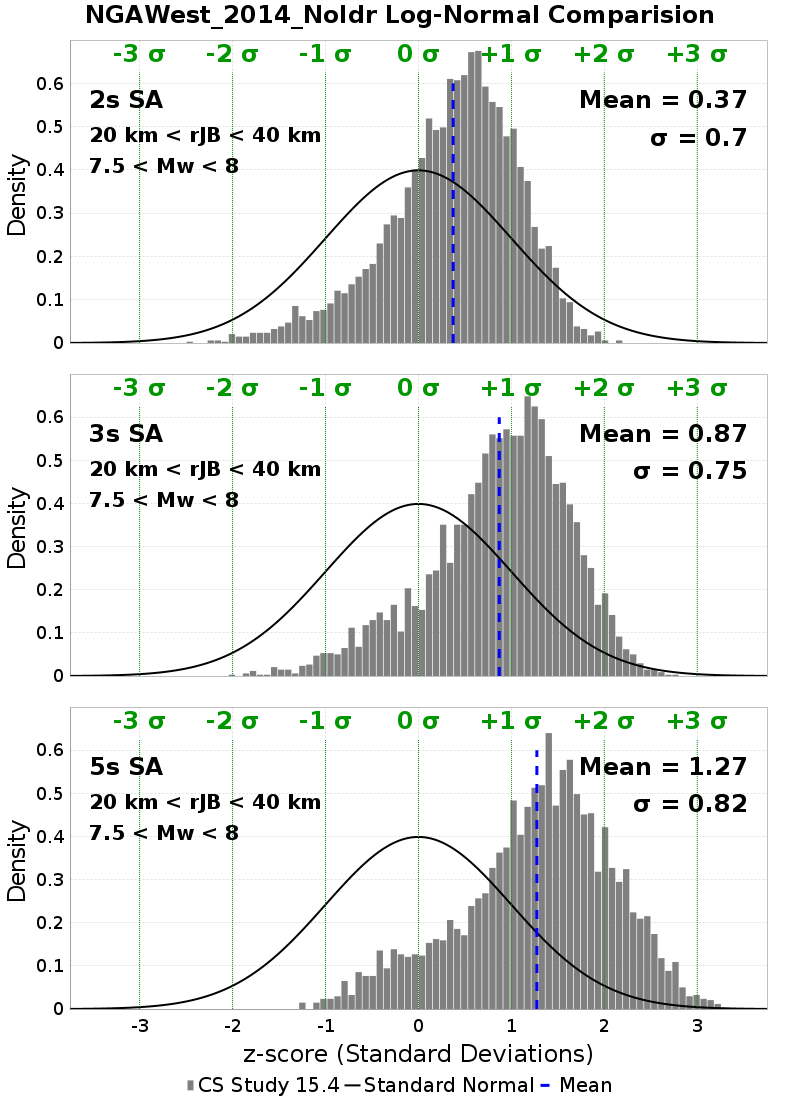 NGAWest_2014_NoIdr Log-Normal Comparision
-3 σ -2 σ -1 σ 0 σ +1 σ +2 σ +3 σ
0.6
2s SA Mean = 0.37
0.5
20 km < rJB < 40 km σ = 0.7
7.5 < Mw < 8
0.4
Density
0.3
0.2
0.1
0
-3 σ -2 σ -1 σ 0 σ +1 σ +2 σ +3 σ
0.6
3s SA Mean = 0.87
0.5
20 km < rJB < 40 km σ = 0.75
7.5 < Mw < 8
0.4
Density
0.3
0.2
0.1
0
-3 σ -2 σ -1 σ 0 σ +1 σ +2 σ +3 σ
0.6
5s SA Mean = 1.27
0.5
20 km < rJB < 40 km σ = 0.82
7.5 < Mw < 8
0.4
Density
0.3
0.2
0.1
0
-3 -2 -1 0 1 2 3
z-score (Standard Deviations)
CS Study 15.4 Standard Normal Mean